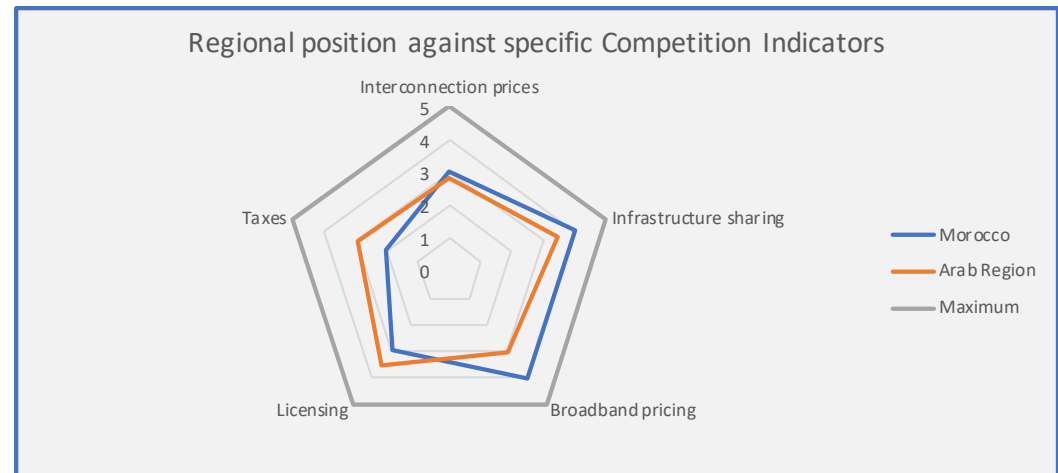 Regional position against specific Competition Indicators
Interconnection prices
5
4
3
2
1
0
Taxes
Infrastructure sharing
Licensing
Broadband pricing
Morocco
Arab Region
Maximum